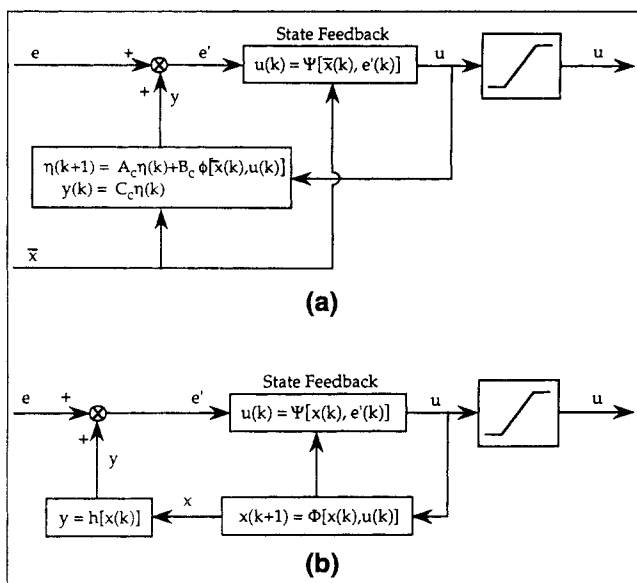 State Feedback
e + e' u(k) = Ψ[x̄(k), e'(k)] u u
+ y
η(k+1) = A_cη(k)+B_c ϕ[x̄(k),u(k)]
y(k) = C_cη(k)
x̄
(a)
State Feedback
e + e' u(k) = Ψ[x(k), e'(k)] u u
+ y
y = h[x(k)] x x(k+1) = Φ[x(k),u(k)]
(b)